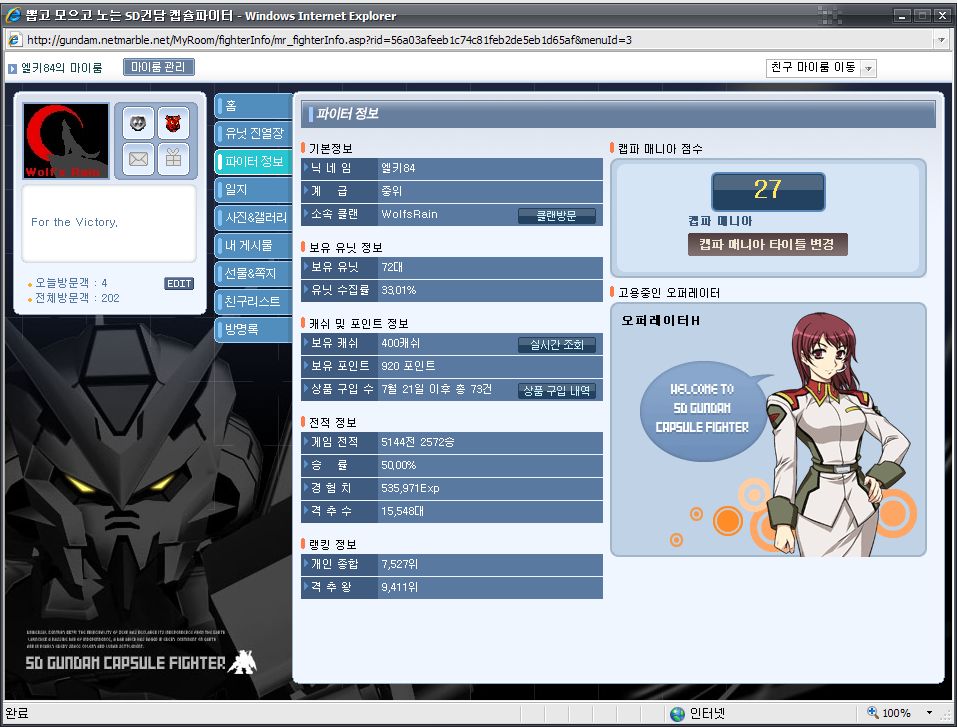 뽑고 모으고 노는 SD건담 캡슐파이터 - Windows Internet Explorer
http://gundam.netmarble.net/MyRoom/fighterInfo/mr_fighterInfo.asp?rid=56a03afeeb1c74c81feb2de5eb1d65af&menuId=3
엘키84의 마이룸
마이룸 관리
친구 마이룸 이동
Wolf's Rain
For the Victory,
오늘방문객 : 4
EDIT
전체방문객 : 202
홈
유닛 진열장
파이터 정보
일지
사진&갤러리
내 게시물
선물&쪽지
친구리스트
방명록
파이터 정보
기본정보
닉 네 임 엘키84
계 급 중위
소속 클랜 WolfsRain 클랜방문
보유 유닛 정보
보유 유닛 72대
유닛 수집률 33,01%
캐쉬 및 포인트 정보
보유 캐쉬 400캐쉬 실시간 조회
보유 포인트 920 포인트
상품 구입 수 7월 21일 이후 총 73건 상품 구입 내역
전적 정보
게임 전적 5144전 2572승
승 률 50,00%
경 험 치 535,971Exp
격 추 수 15,548대
랭킹 정보
개인 종합 7,527위
격 추 왕 9,411위
캡파 매니아 점수
27
캡파 매니아
캡파 매니아 타이틀 변경
고용중인 오퍼레이터
오퍼레이터H
WELCOME TO
SD GUNDAM
CAPSULE FIGHTER
SD GUNDAM CAPSULE FIGHTER
완료
인터넷
100%